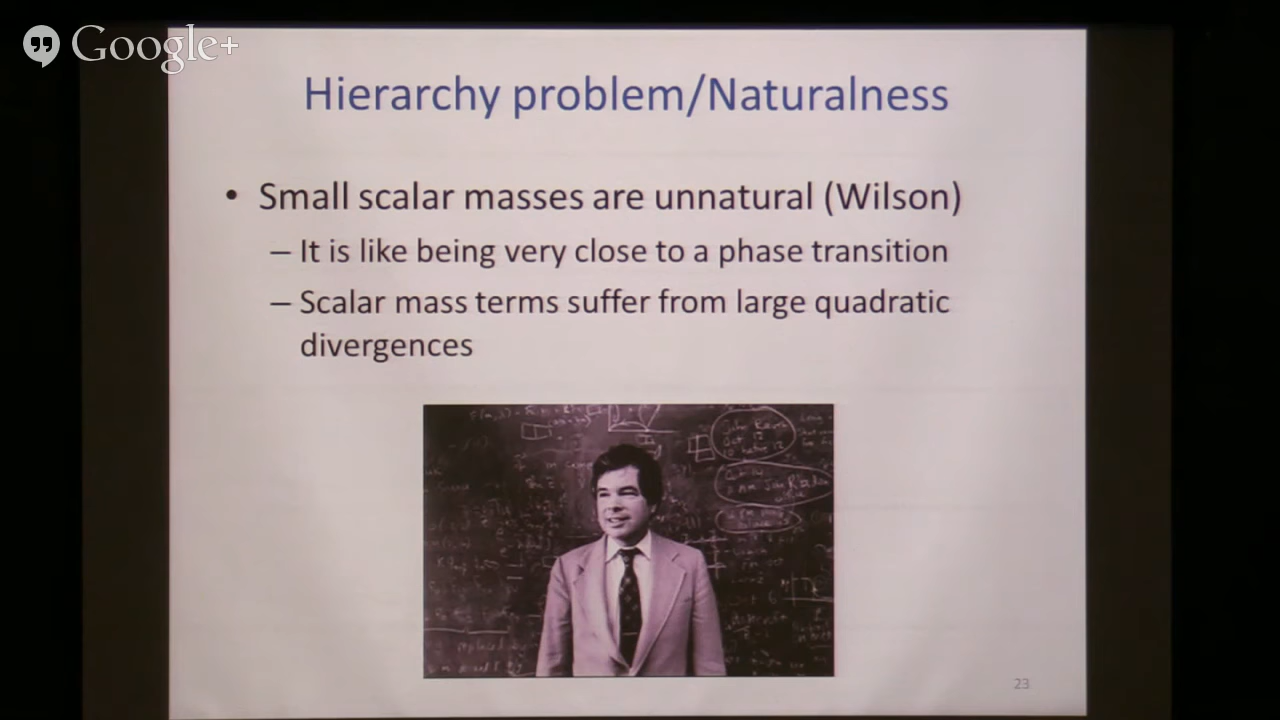 Google+
Hierarchy problem/Naturalness
• Small scalar masses are unnatural (Wilson)
– It is like being very close to a phase transition
– Scalar mass terms suffer from large quadratic
divergences
23